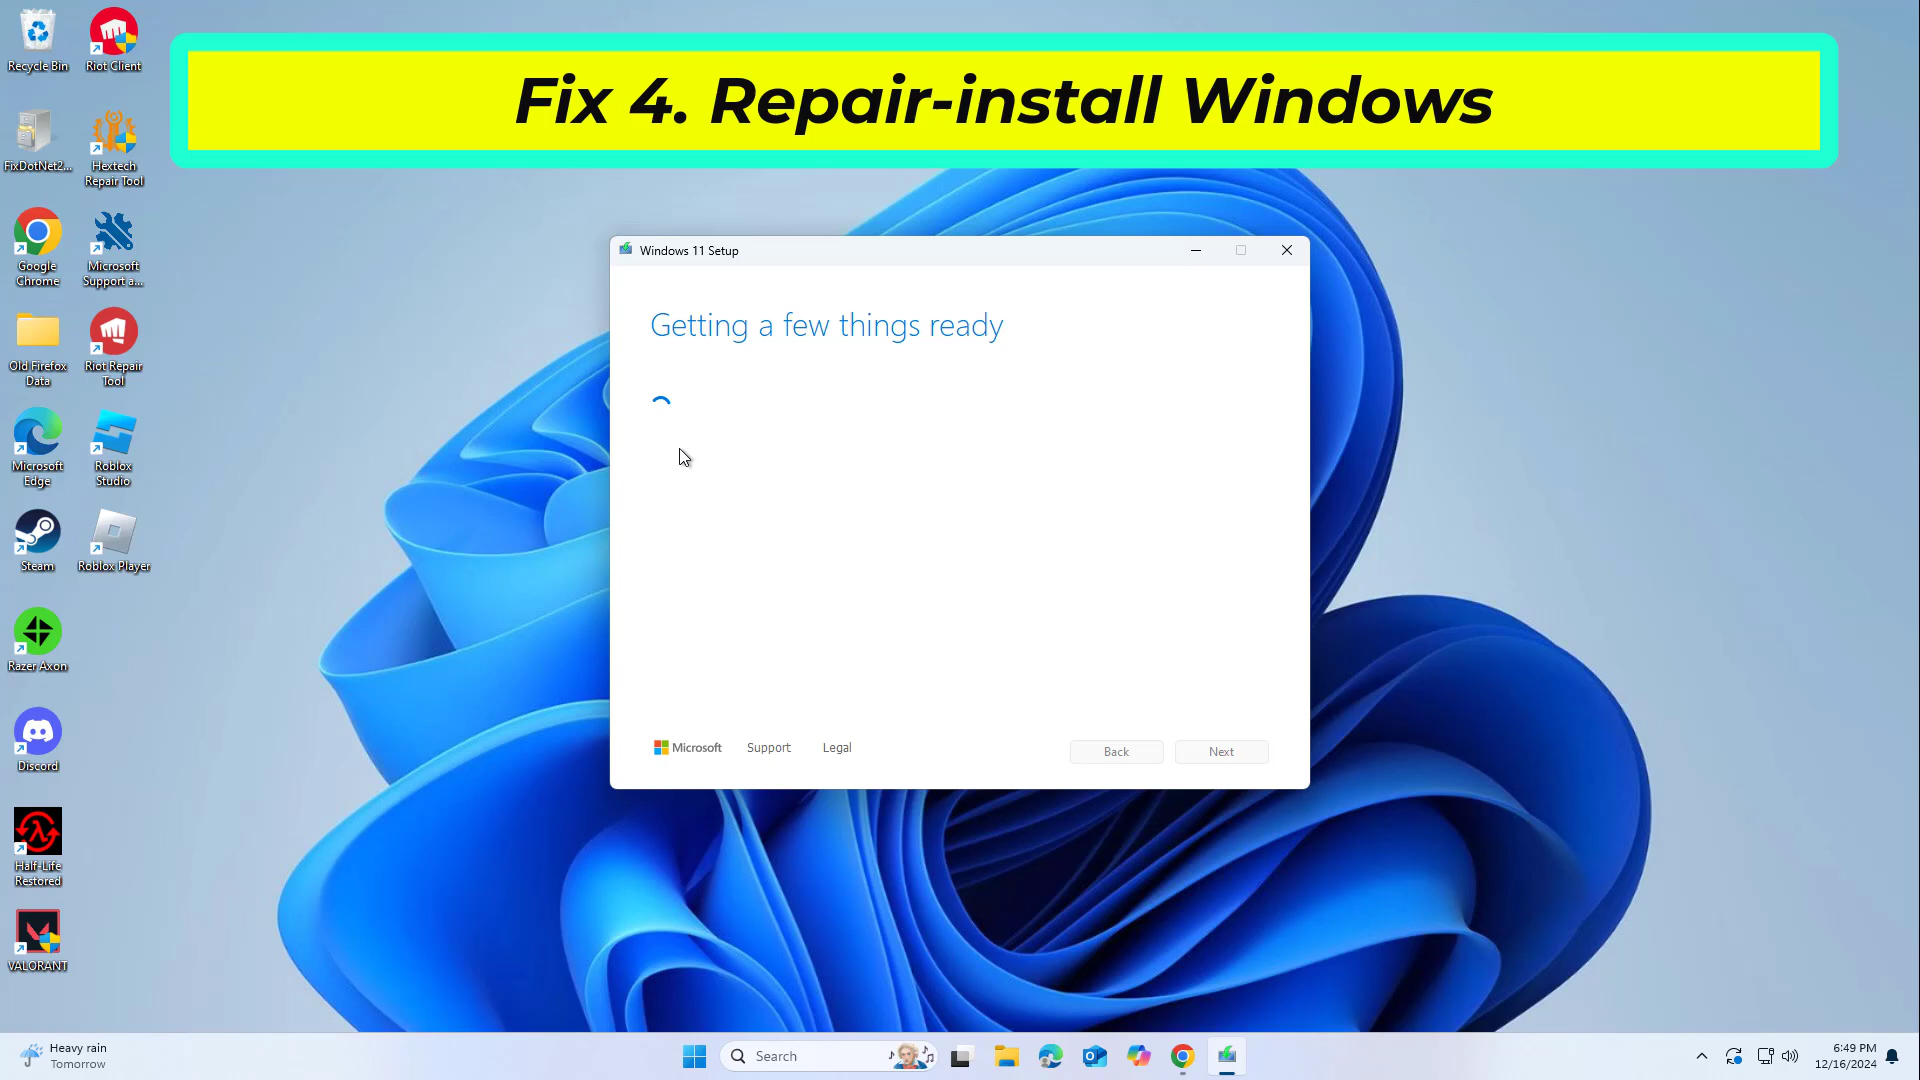 Fix 4. Repair-install Windows
Recycle Bin
Riot Client
FixDotNet2...
Hextech
Repair Tool
Google
Chrome
Microsoft
Support a...
Old Firefox
Data
Riot Repair
Tool
Microsoft
Edge
Roblox
Studio
Steam
Roblox Player
Razer Axon
Discord
Half-Life
Restored
VALORANT
Windows 11 Setup
Getting a few things ready
Microsoft
Support
Legal
Back
Next
Heavy rain
Tomorrow
Search
6:49 PM
12/16/2024